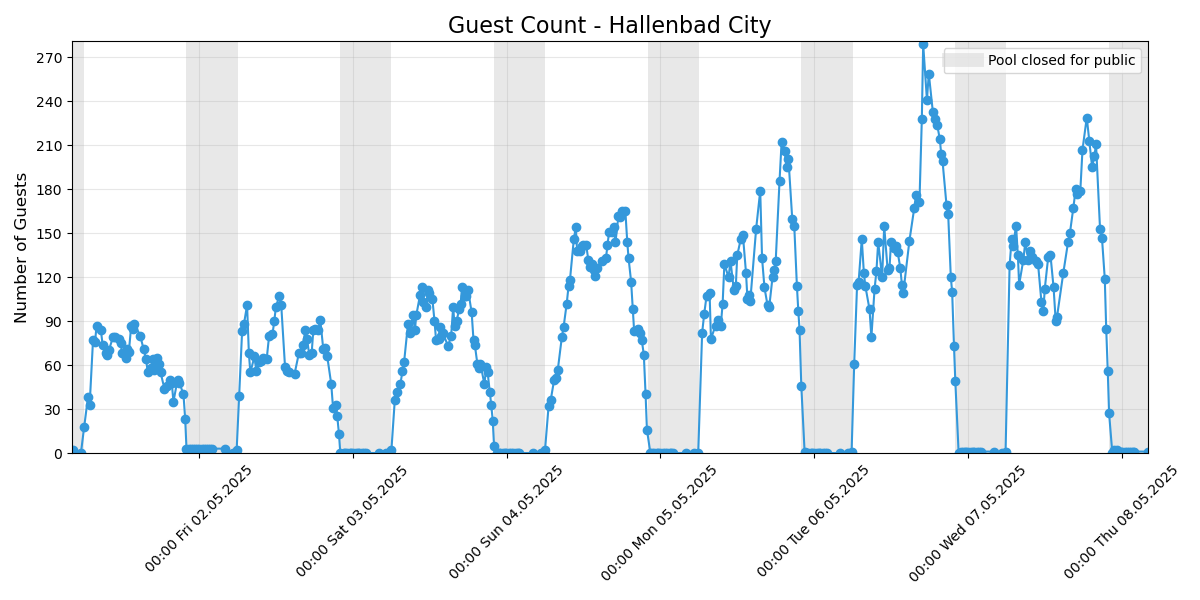 Guest Count - Hallenbad City
Pool closed for public
Number of Guests
270
240
210
180
150
120
90
60
30
0
00:00 Fri 02.05.2025
00:00 Sat 03.05.2025
00:00 Sun 04.05.2025
00:00 Mon 05.05.2025
00:00 Tue 06.05.2025
00:00 Wed 07.05.2025
00:00 Thu 08.05.2025